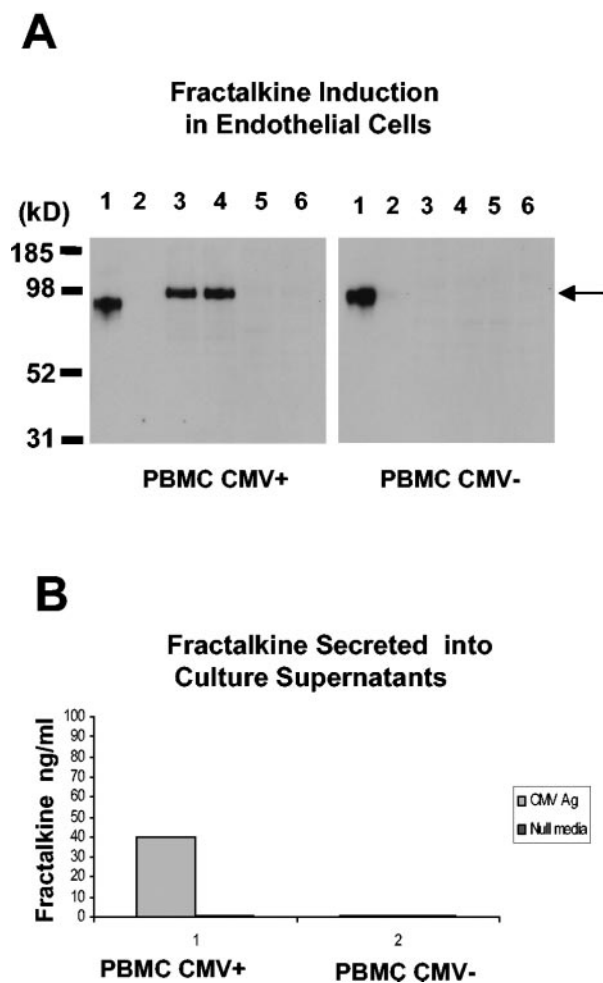 A
Fractalkine Induction
in Endothelial Cells
(kD) 1 2 3 4 5 6 1 2 3 4 5 6
185
98
52
31
PBMC CMV+ PBMC CMV-
B
Fractalkine Secreted into
Culture Supernatants
Fractalkine ng/ml
100
90
80
70
60
50
40
30
20
10
0
CMV Ag
Null media
1 2
PBMC CMV+ PBMC CMV-